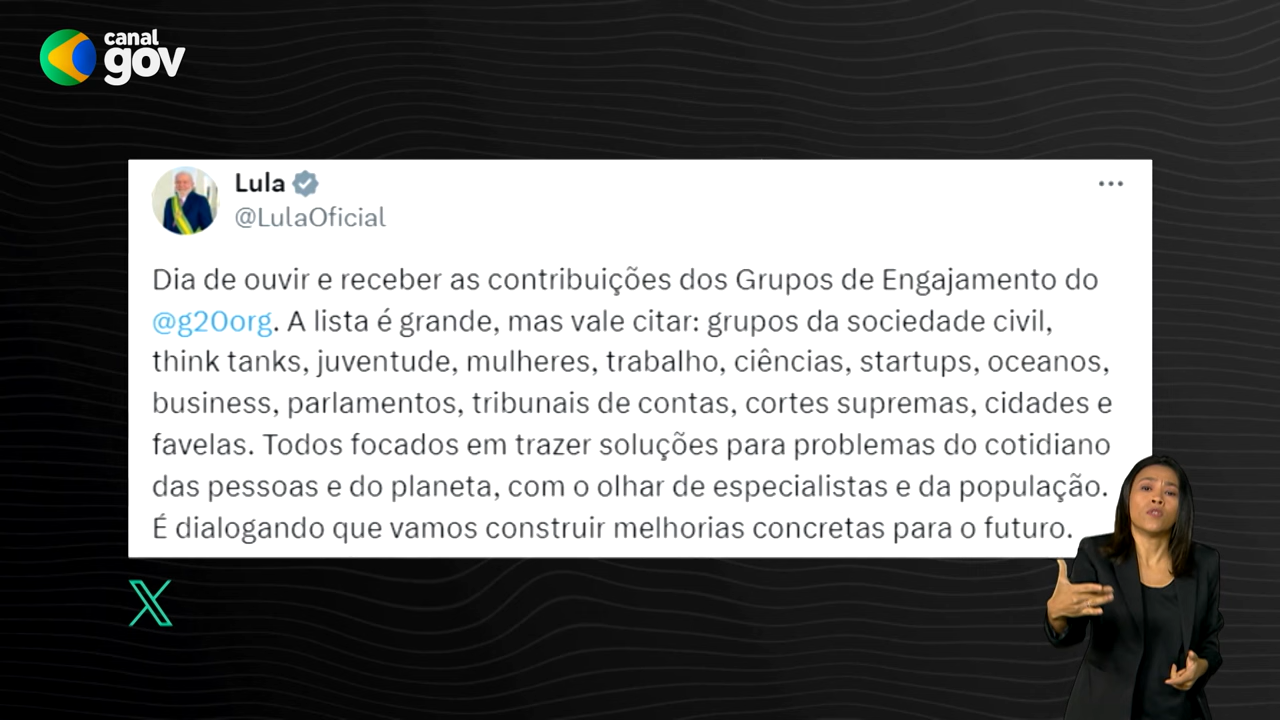 canal
gov
Lula
@LulaOficial
Dia de ouvir e receber as contribuições dos Grupos de Engajamento do
@g20org. A lista é grande, mas vale citar: grupos da sociedade civil,
think tanks, juventude, mulheres, trabalho, ciências, startups, oceanos,
business, parlamentos, tribunais de contas, cortes supremas, cidades e
favelas. Todos focados em trazer soluções para problemas do cotidiano
das pessoas e do planeta, com o olhar de especialistas e da população.
É dialogando que vamos construir melhorias concretas para o futuro.